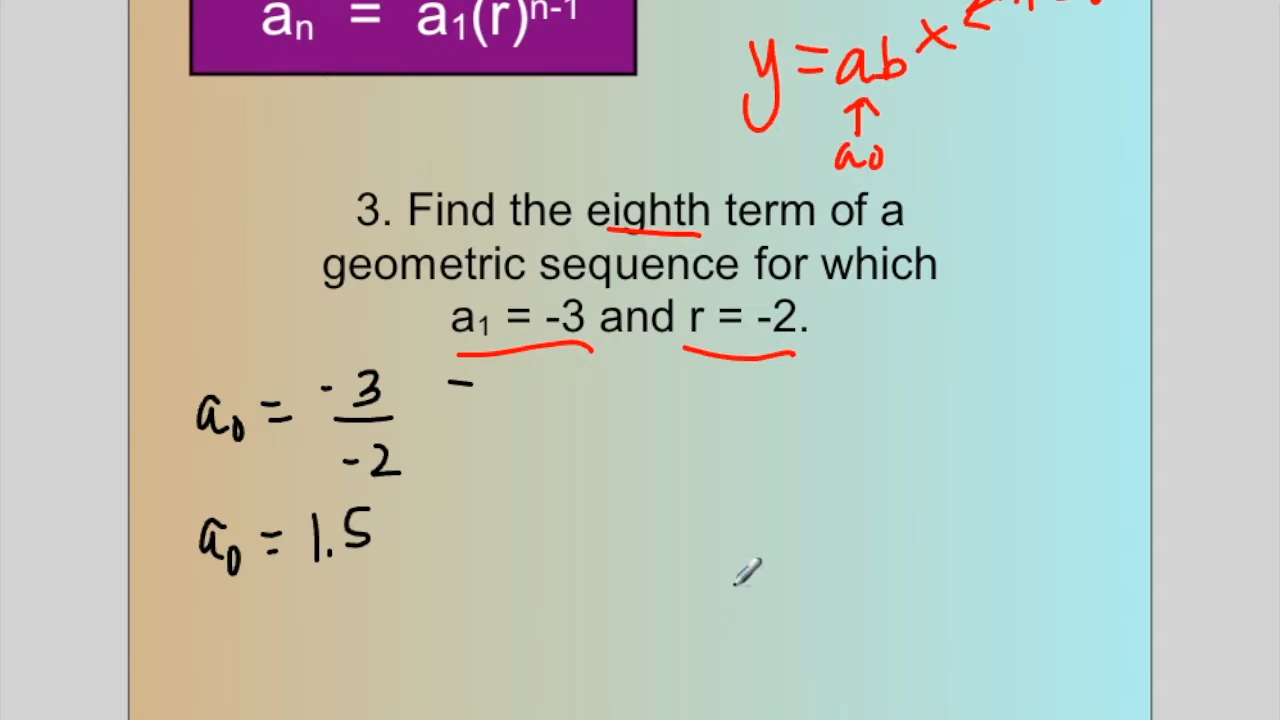 aₙ = a₁(r)ⁿ⁻¹
y = abˣ ←
↑
a₀
3. Find the eighth term of a
geometric sequence for which
a₁ = -3 and r = -2.
a₀ = -3/-2 -
a₀ = 1.5